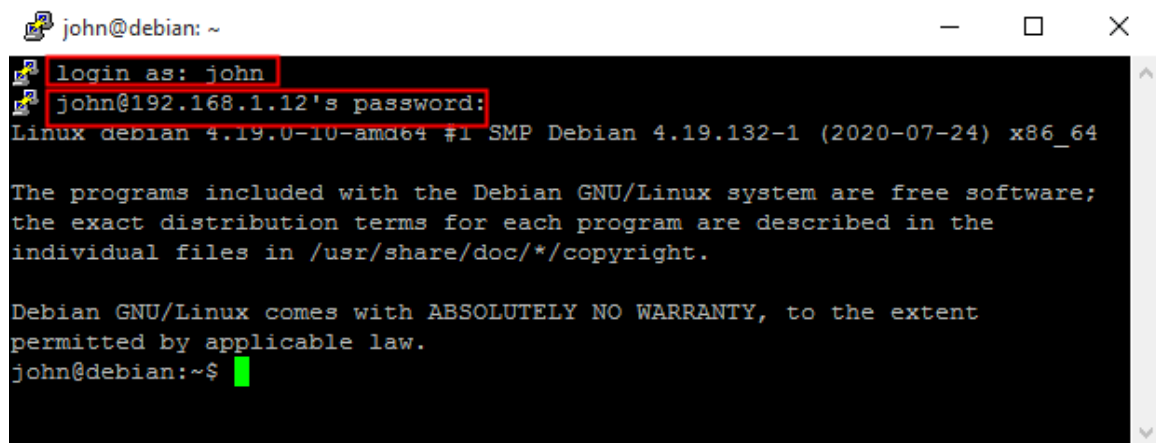 john@debian: ~
login as: john
john@192.168.1.12's password:
Linux debian 4.19.0-10-amd64 #1 SMP Debian 4.19.132-1 (2020-07-24) x86_64
The programs included with the Debian GNU/Linux system are free software;
the exact distribution terms for each program are described in the
individual files in /usr/share/doc/*/copyright.
Debian GNU/Linux comes with ABSOLUTELY NO WARRANTY, to the extent
permitted by applicable law.
john@debian:~$